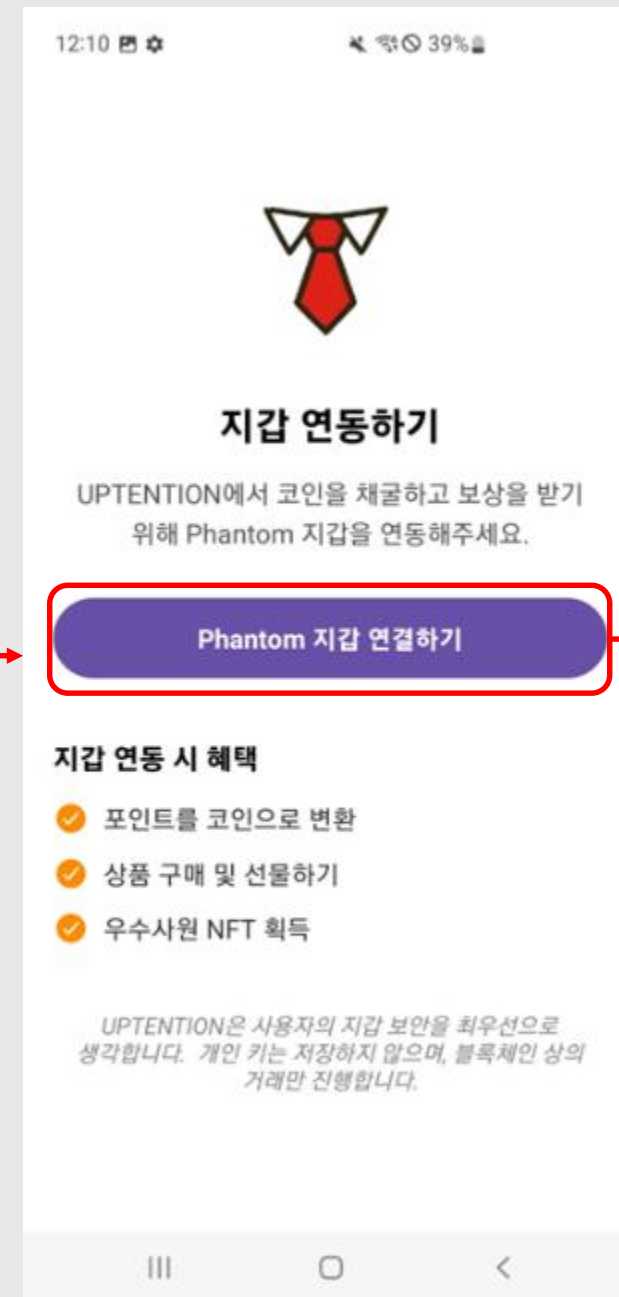 12:10
39%
지갑 연동하기
UPTENTION에서 코인을 채굴하고 보상을 받기
위해 Phantom 지갑을 연동해주세요.
Phantom 지갑 연결하기
지갑 연동 시 혜택
포인트를 코인으로 변환
상품 구매 및 선물하기
우수사원 NFT 획득
UPTENTION은 사용자의 지갑 보안을 최우선으로
생각합니다. 개인 키는 저장하지 않으며, 블록체인 상의
거래만 진행합니다.